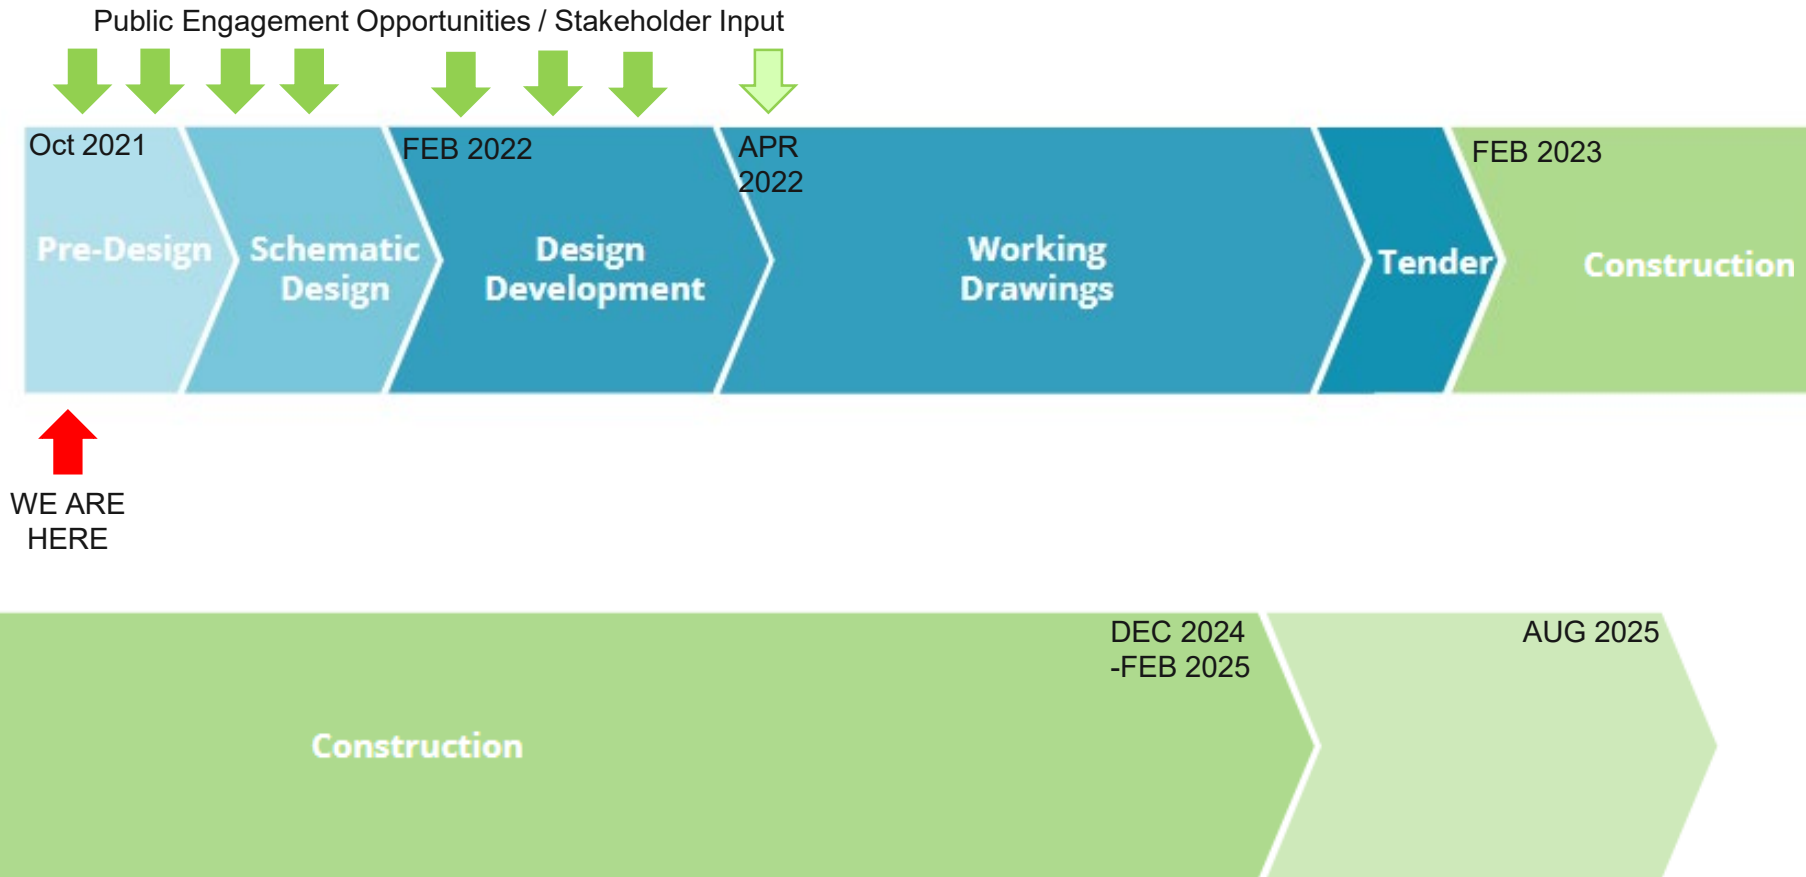 Public Engagement Opportunities / Stakeholder Input
Oct 2021
FEB 2022
APR
2022
FEB 2023
Pre-Design
Schematic
Design
Design
Development
Working
Drawings
Tender
Construction
WE ARE
HERE
DEC 2024
-FEB 2025
AUG 2025
Construction